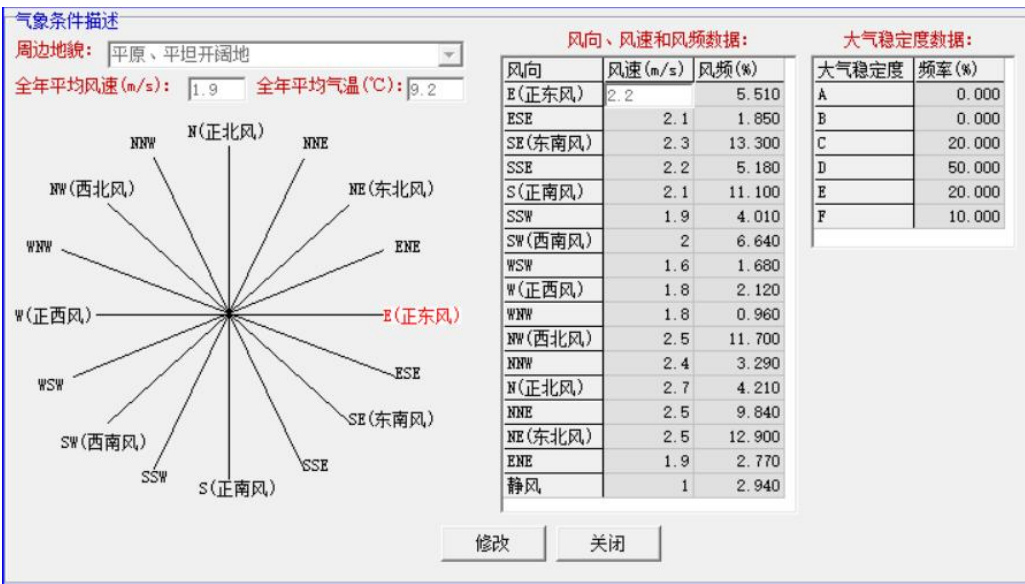 气象条件描述
周边地貌： 平原、平坦开阔地
全年平均风速(m/s)： 1.9 全年平均气温(℃)： 9.2
N(正北风)
NNW NNE
NW(西北风) NE(东北风)
WNW ENE
W(正西风) E(正东风)
WSW ESE
SW(西南风) SE(东南风)
SSW SSE
S(正南风)
风向、风速和风频数据：
风向 风速(m/s) 风频(%)
E(正东风) 2.2 5.510
ESE 2.1 1.850
SE(东南风) 2.3 13.300
SSE 2.2 5.180
S(正南风) 2.1 11.100
SSW 1.9 4.010
SW(西南风) 2 6.640
WSW 1.6 1.680
W(正西风) 1.8 2.120
WNW 1.8 0.960
NW(西北风) 2.5 11.700
NNW 2.4 3.290
N(正北风) 2.7 4.210
NNE 2.5 9.840
NE(东北风) 2.5 12.900
ENE 1.9 2.770
静风 1 2.940
大气稳定度数据：
大气稳定度 频率(%)
A 0.000
B 0.000
C 20.000
D 50.000
E 20.000
F 10.000
修改 关闭